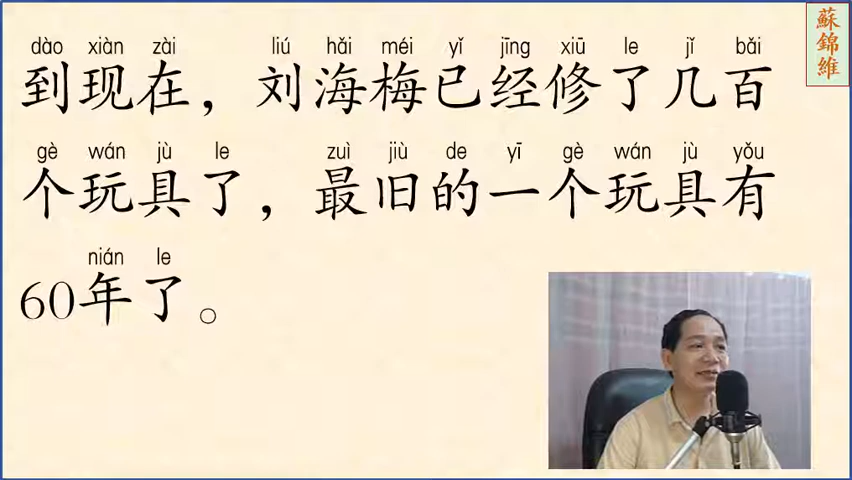 dào xiàn zài liú hǎi méi yǐ jīng xiū le jǐ bǎi
到现在，刘海梅已经修了几百
gè wán jù le zuì jiù de yī gè wán jù yǒu
个玩具了，最旧的一个玩具有
nián le
60年了。
蘇錦維